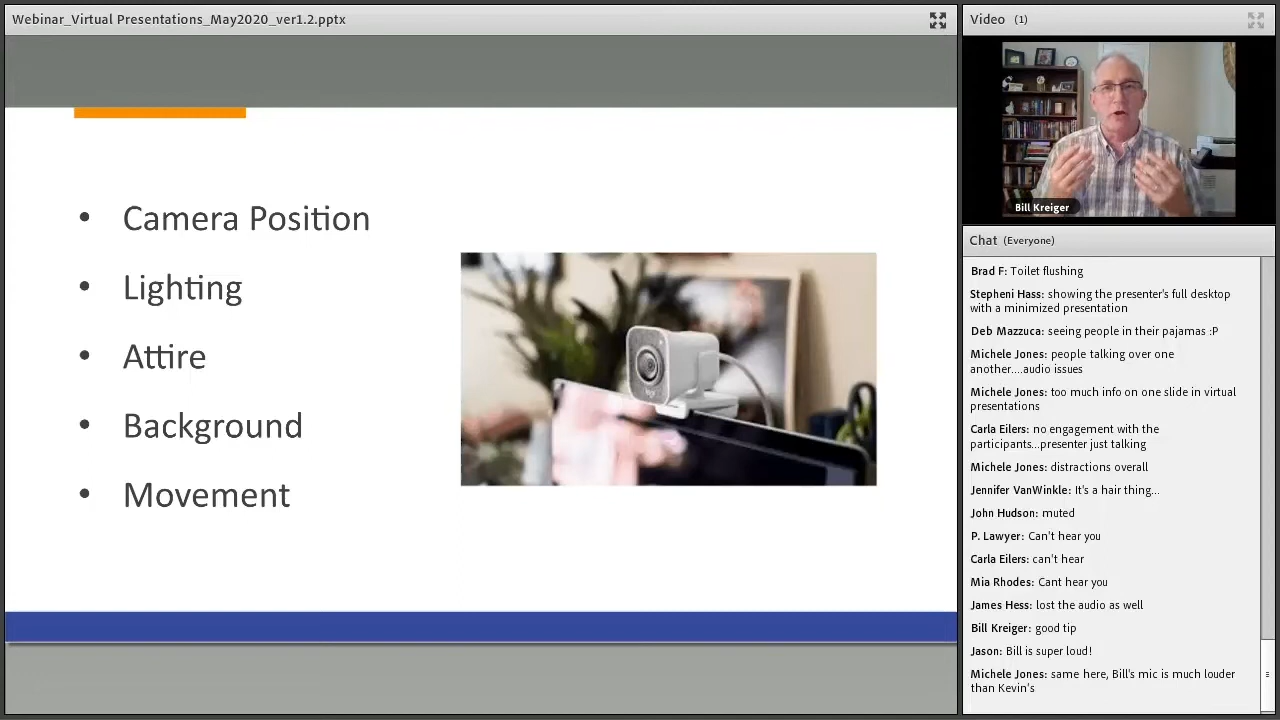 Webinar_Virtual Presentations_May2020_ver1.2.pptx
• Camera Position
• Lighting
• Attire
• Background
• Movement
Video (1)
Bill Kreiger
Chat (Everyone)
Brad F: Toilet flushing
Stepheni Hass: showing the presenter's full desktop
with a minimized presentation
Deb Mazzuca: seeing people in their pajamas :P
Michele Jones: people talking over one
another....audio issues
Michele Jones: too much info on one slide in virtual
presentations
Carla Eilers: no engagement with the
participants...presenter just talking
Michele Jones: distractions overall
Jennifer VanWinkle: It's a hair thing...
John Hudson: muted
P. Lawyer: Can't hear you
Carla Eilers: can't hear
Mia Rhodes: Cant hear you
James Hess: lost the audio as well
Bill Kreiger: good tip
Jason: Bill is super loud!
Michele Jones: same here, Bill's mic is much louder
than Kevin's